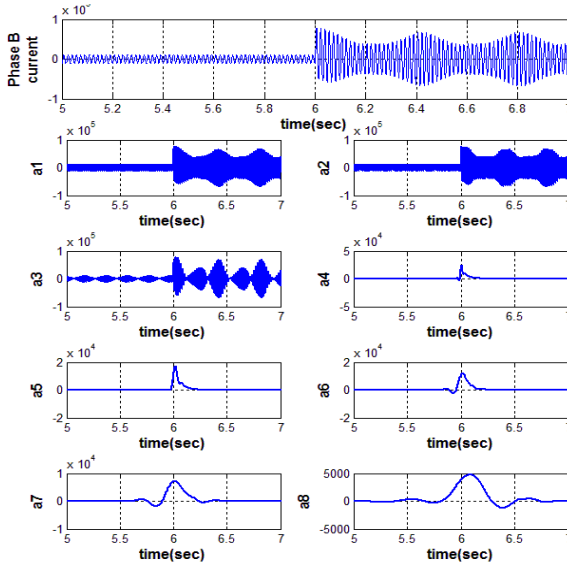 1 x 10
Phase B
current
0
-1
5 5.2 5.4 5.6 5.8 6 6.2 6.4 6.6 6.8
time(sec)
x 10^5 x 10^5
1 1
a1 0 a2 0
-1 -1
5 5.5 6 6.5 7 5 5.5 6 6.5 7
time(sec) time(sec)
x 10^5 x 10^4
1 5
a3 0 a4 0
-1 -5
5 5.5 6 6.5 7 5 5.5 6 6.5 7
time(sec) time(sec)
x 10^4 x 10^4
2 2
a5 0 a6 0
-2 -2
5 5.5 6 6.5 7 5 5.5 6 6.5 7
time(sec) time(sec)
x 10^4
1 5000
a7 0 a8 0
-1 -5000
5 5.5 6 6.5 7 5 5.5 6 6.5 7
time(sec) time(sec)